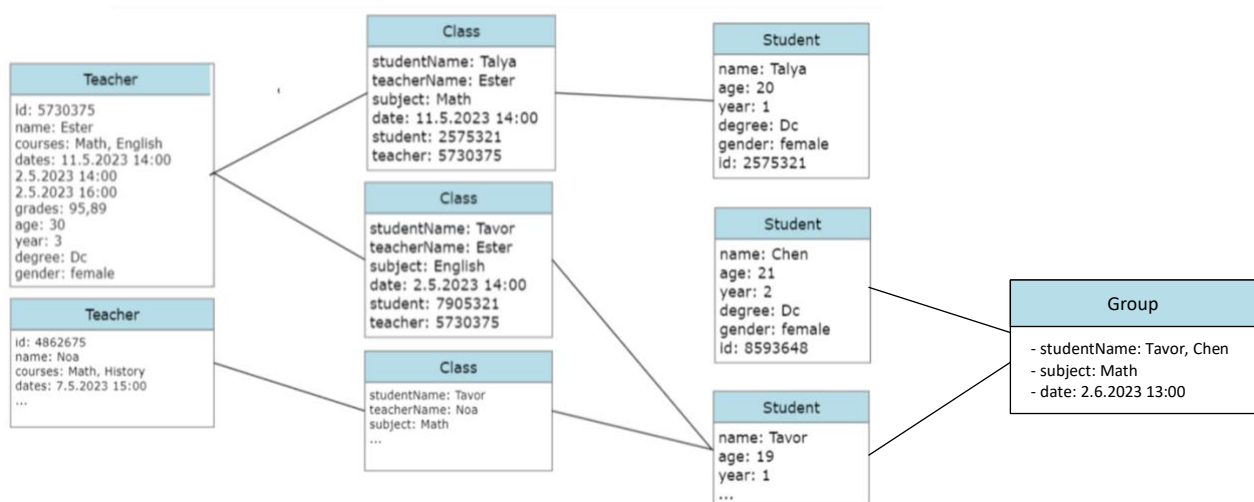 Teacher
id: 5730375
name: Ester
courses: Math, English
dates: 11.5.2023 14:00
2.5.2023 14:00
2.5.2023 16:00
grades: 95,89
age: 30
year: 3
degree: Dc
gender: female
Teacher
id: 4862675
name: Noa
courses: Math, History
dates: 7.5.2023 15:00
...
Class
studentName: Talya
teacherName: Ester
subject: Math
date: 11.5.2023 14:00
student: 2575321
teacher: 5730375
Class
studentName: Tavor
teacherName: Ester
subject: English
date: 2.5.2023 14:00
student: 7905321
teacher: 5730375
Class
studentName: Tavor
teacherName: Noa
subject: Math
...
Student
name: Talya
age: 20
year: 1
degree: Dc
gender: female
id: 2575321
Student
name: Chen
age: 21
year: 2
degree: Dc
gender: female
id: 8593648
Student
name: Tavor
age: 19
year: 1
...
Group
- studentName: Tavor, Chen
- subject: Math
- date: 2.6.2023 13:00